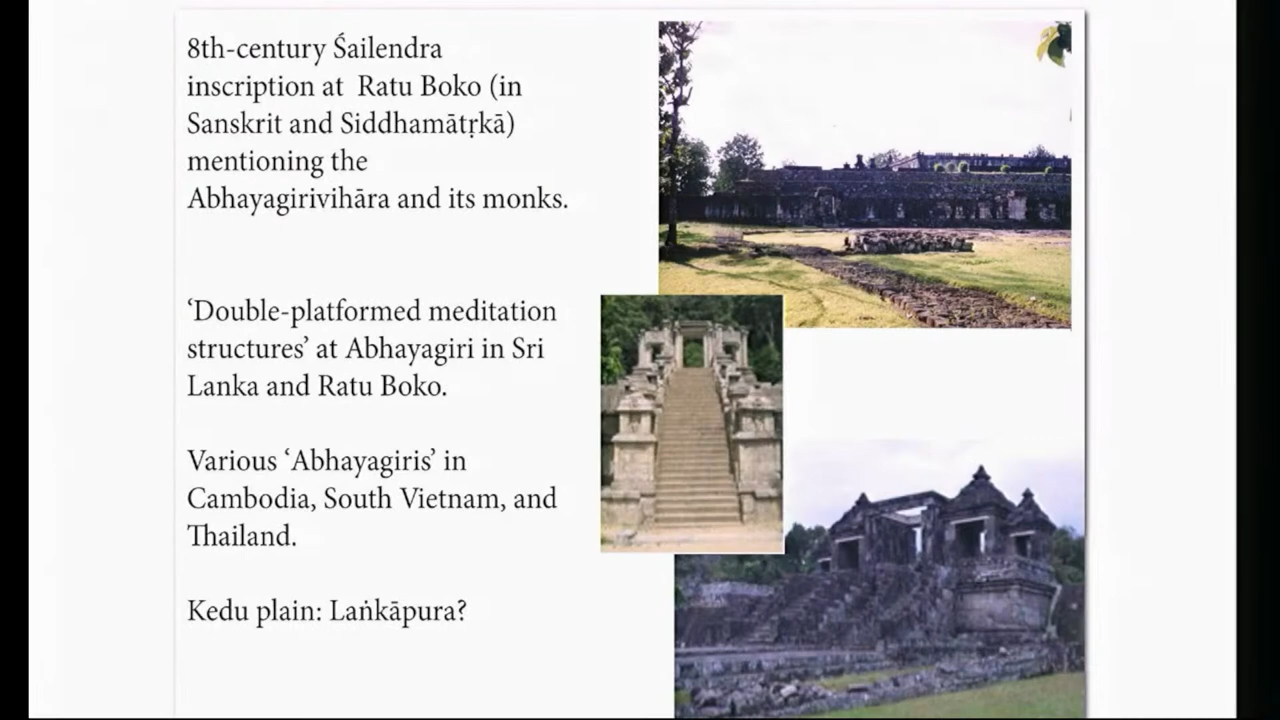 8th-century Śailendra
inscription at Ratu Boko (in
Sanskrit and Siddhamātṛkā)
mentioning the
Abhayagirivihāra and its monks.
‘Double-platformed meditation
structures’ at Abhayagiri in Sri
Lanka and Ratu Boko.
Various ‘Abhayagiris’ in
Cambodia, South Vietnam, and
Thailand.
Kedu plain: Laṅkāpura?